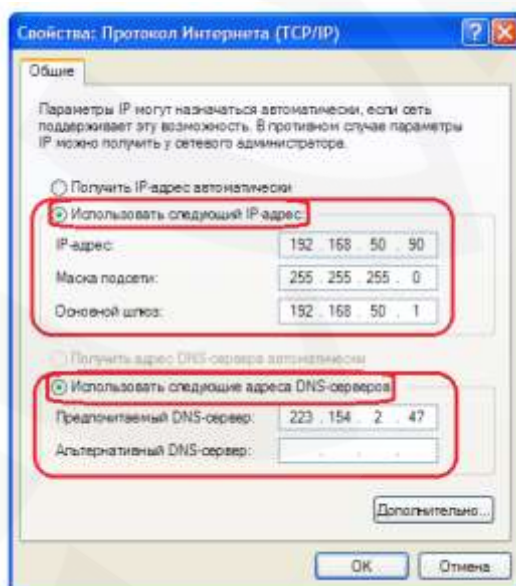 Свойства: Протокол Интернета (TCP/IP)
Общие
Параметры IP могут назначаться автоматически, если сеть
поддерживает эту возможность. В противном случае параметры
IP можно получить у сетевого администратора.
Получить IP-адрес автоматически
Использовать следующий IP-адрес:
IP-адрес: 192 . 168 . 50 . 90
Маска подсети: 255 . 255 . 255 . 0
Основной шлюз: 192 . 168 . 50 . 1
Получить адрес DNS-сервера автоматически
Использовать следующие адреса DNS-серверов:
Предпочитаемый DNS-сервер: 223 . 154 . 2 . 47
Альтернативный DNS-сервер: . . .
Дополнительно...
OK Отмена